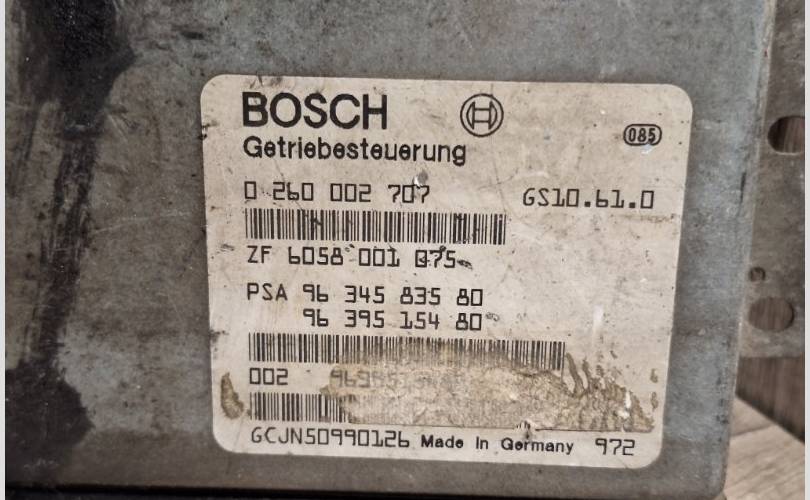 BOSCH
085
Getriebesteuerung
0 260 002 707 GS10.61.0
ZF 6058 001 075
PSA 96 345 835 80
96 395 154 80
002
GCJN50990126 Made In Germany 972